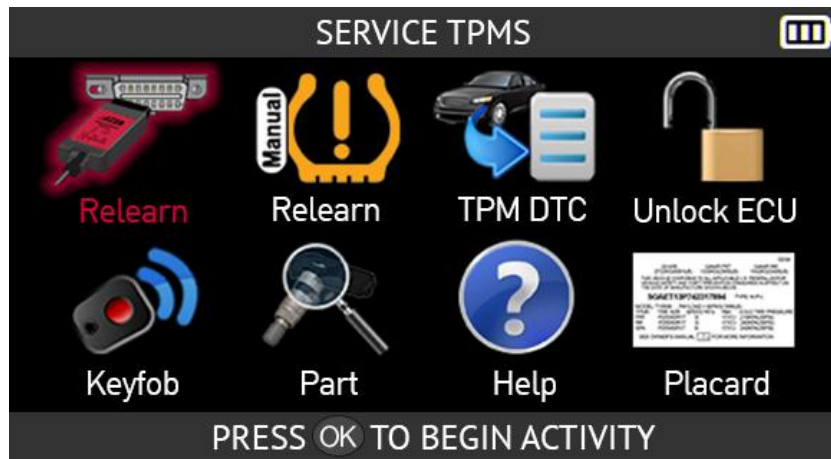 SERVICE TPMS
Manual
Relearn
Relearn
TPM DTC
Unlock ECU
Keyfob
Part
Help
Placard
PRESS OK TO BEGIN ACTIVITY